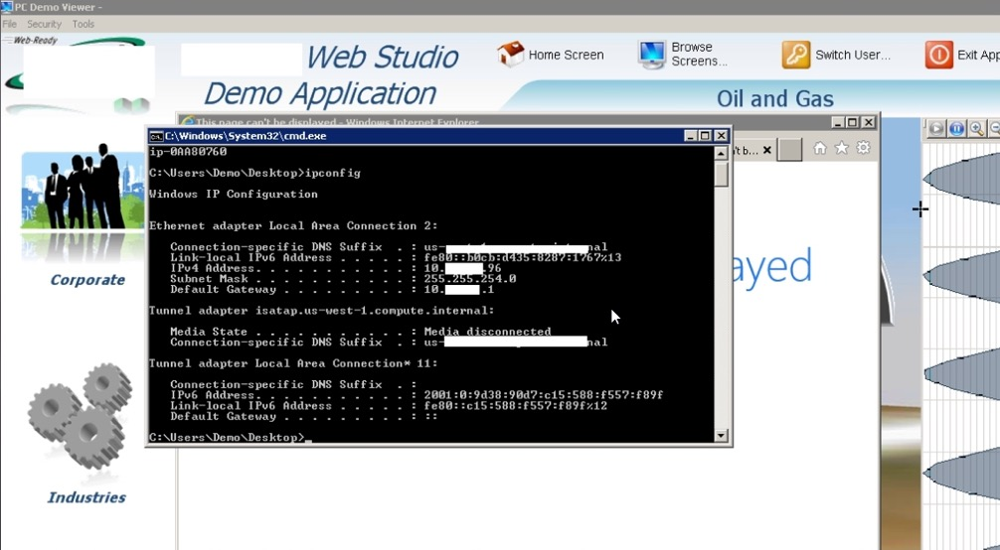 PC Demo Viewer -
File Security Tools
Web-Ready
Web Studio
Demo Application
Home Screen
Browse
Screens...
Switch User...
Exit App
Oil and Gas
This page can't be displayed - Windows Internet Explorer
C:\Windows\System32\cmd.exe
't b...
ip-0AA80760
C:\Users\Demo\Desktop>ipconfig
Windows IP Configuration
Ethernet adapter Local Area Connection 2:
Connection-specific DNS Suffix . : us- nal
Link-local IPv6 Address . . . . . : fe80::b0cb:d435:8287:1767%13
IPv4 Address. . . . . . . . . . . : 10. .96
Subnet Mask . . . . . . . . . . . : 255.255.254.0
Default Gateway . . . . . . . . . : 10. .1
Tunnel adapter isatap.us-west-1.compute.internal:
Media State . . . . . . . . . . . : Media disconnected
Connection-specific DNS Suffix . : us- nal
Tunnel adapter Local Area Connection* 11:
Connection-specific DNS Suffix . :
IPv6 Address. . . . . . . . . . . : 2001:0:9d38:90d7:c15:588:f557:f89f
Link-local IPv6 Address . . . . . : fe80::c15:588:f557:f89f%12
Default Gateway . . . . . . . . . : ::
C:\Users\Demo\Desktop>_
ayed
Corporate
Industries